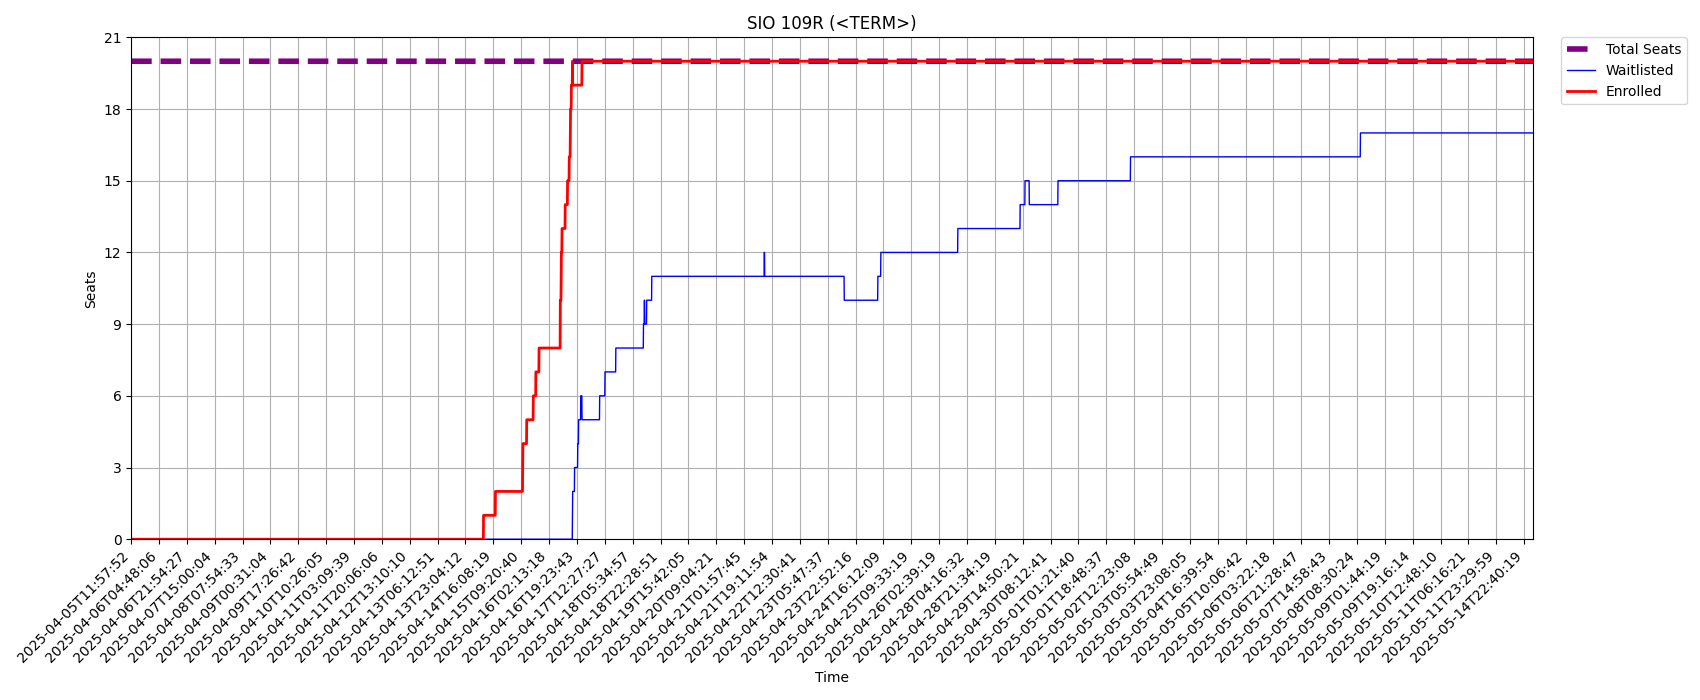 SIO 109R (<TERM>)
Total Seats
Waitlisted
Enrolled
Seats
21
18
15
12
9
6
3
0
2025-04-05T11:57:52
2025-04-06T04:48:06
2025-04-06T21:54:27
2025-04-07T15:00:04
2025-04-08T07:54:33
2025-04-09T00:31:04
2025-04-09T17:26:42
2025-04-10T10:26:05
2025-04-11T03:09:39
2025-04-11T20:06:06
2025-04-12T13:10:10
2025-04-13T06:12:51
2025-04-13T23:04:12
2025-04-14T16:08:19
2025-04-15T09:20:40
2025-04-16T02:13:18
2025-04-16T19:23:43
2025-04-17T12:27:27
2025-04-18T05:34:57
2025-04-18T22:28:51
2025-04-19T15:42:05
2025-04-20T09:04:21
2025-04-21T01:57:45
2025-04-21T19:11:54
2025-04-22T12:30:41
2025-04-23T05:47:37
2025-04-23T22:52:16
2025-04-24T16:12:09
2025-04-25T09:33:19
2025-04-26T02:39:19
2025-04-28T04:16:32
2025-04-28T21:34:19
2025-04-29T14:50:21
2025-04-30T08:12:41
2025-05-01T01:21:40
2025-05-01T18:48:37
2025-05-02T12:23:08
2025-05-03T05:54:49
2025-05-03T23:08:05
2025-05-04T16:39:54
2025-05-05T10:06:42
2025-05-06T03:22:18
2025-05-06T21:28:47
2025-05-07T14:58:43
2025-05-08T08:30:24
2025-05-09T01:44:19
2025-05-09T19:16:14
2025-05-10T12:48:10
2025-05-11T06:16:21
2025-05-11T23:29:59
2025-05-14T22:40:19
Time